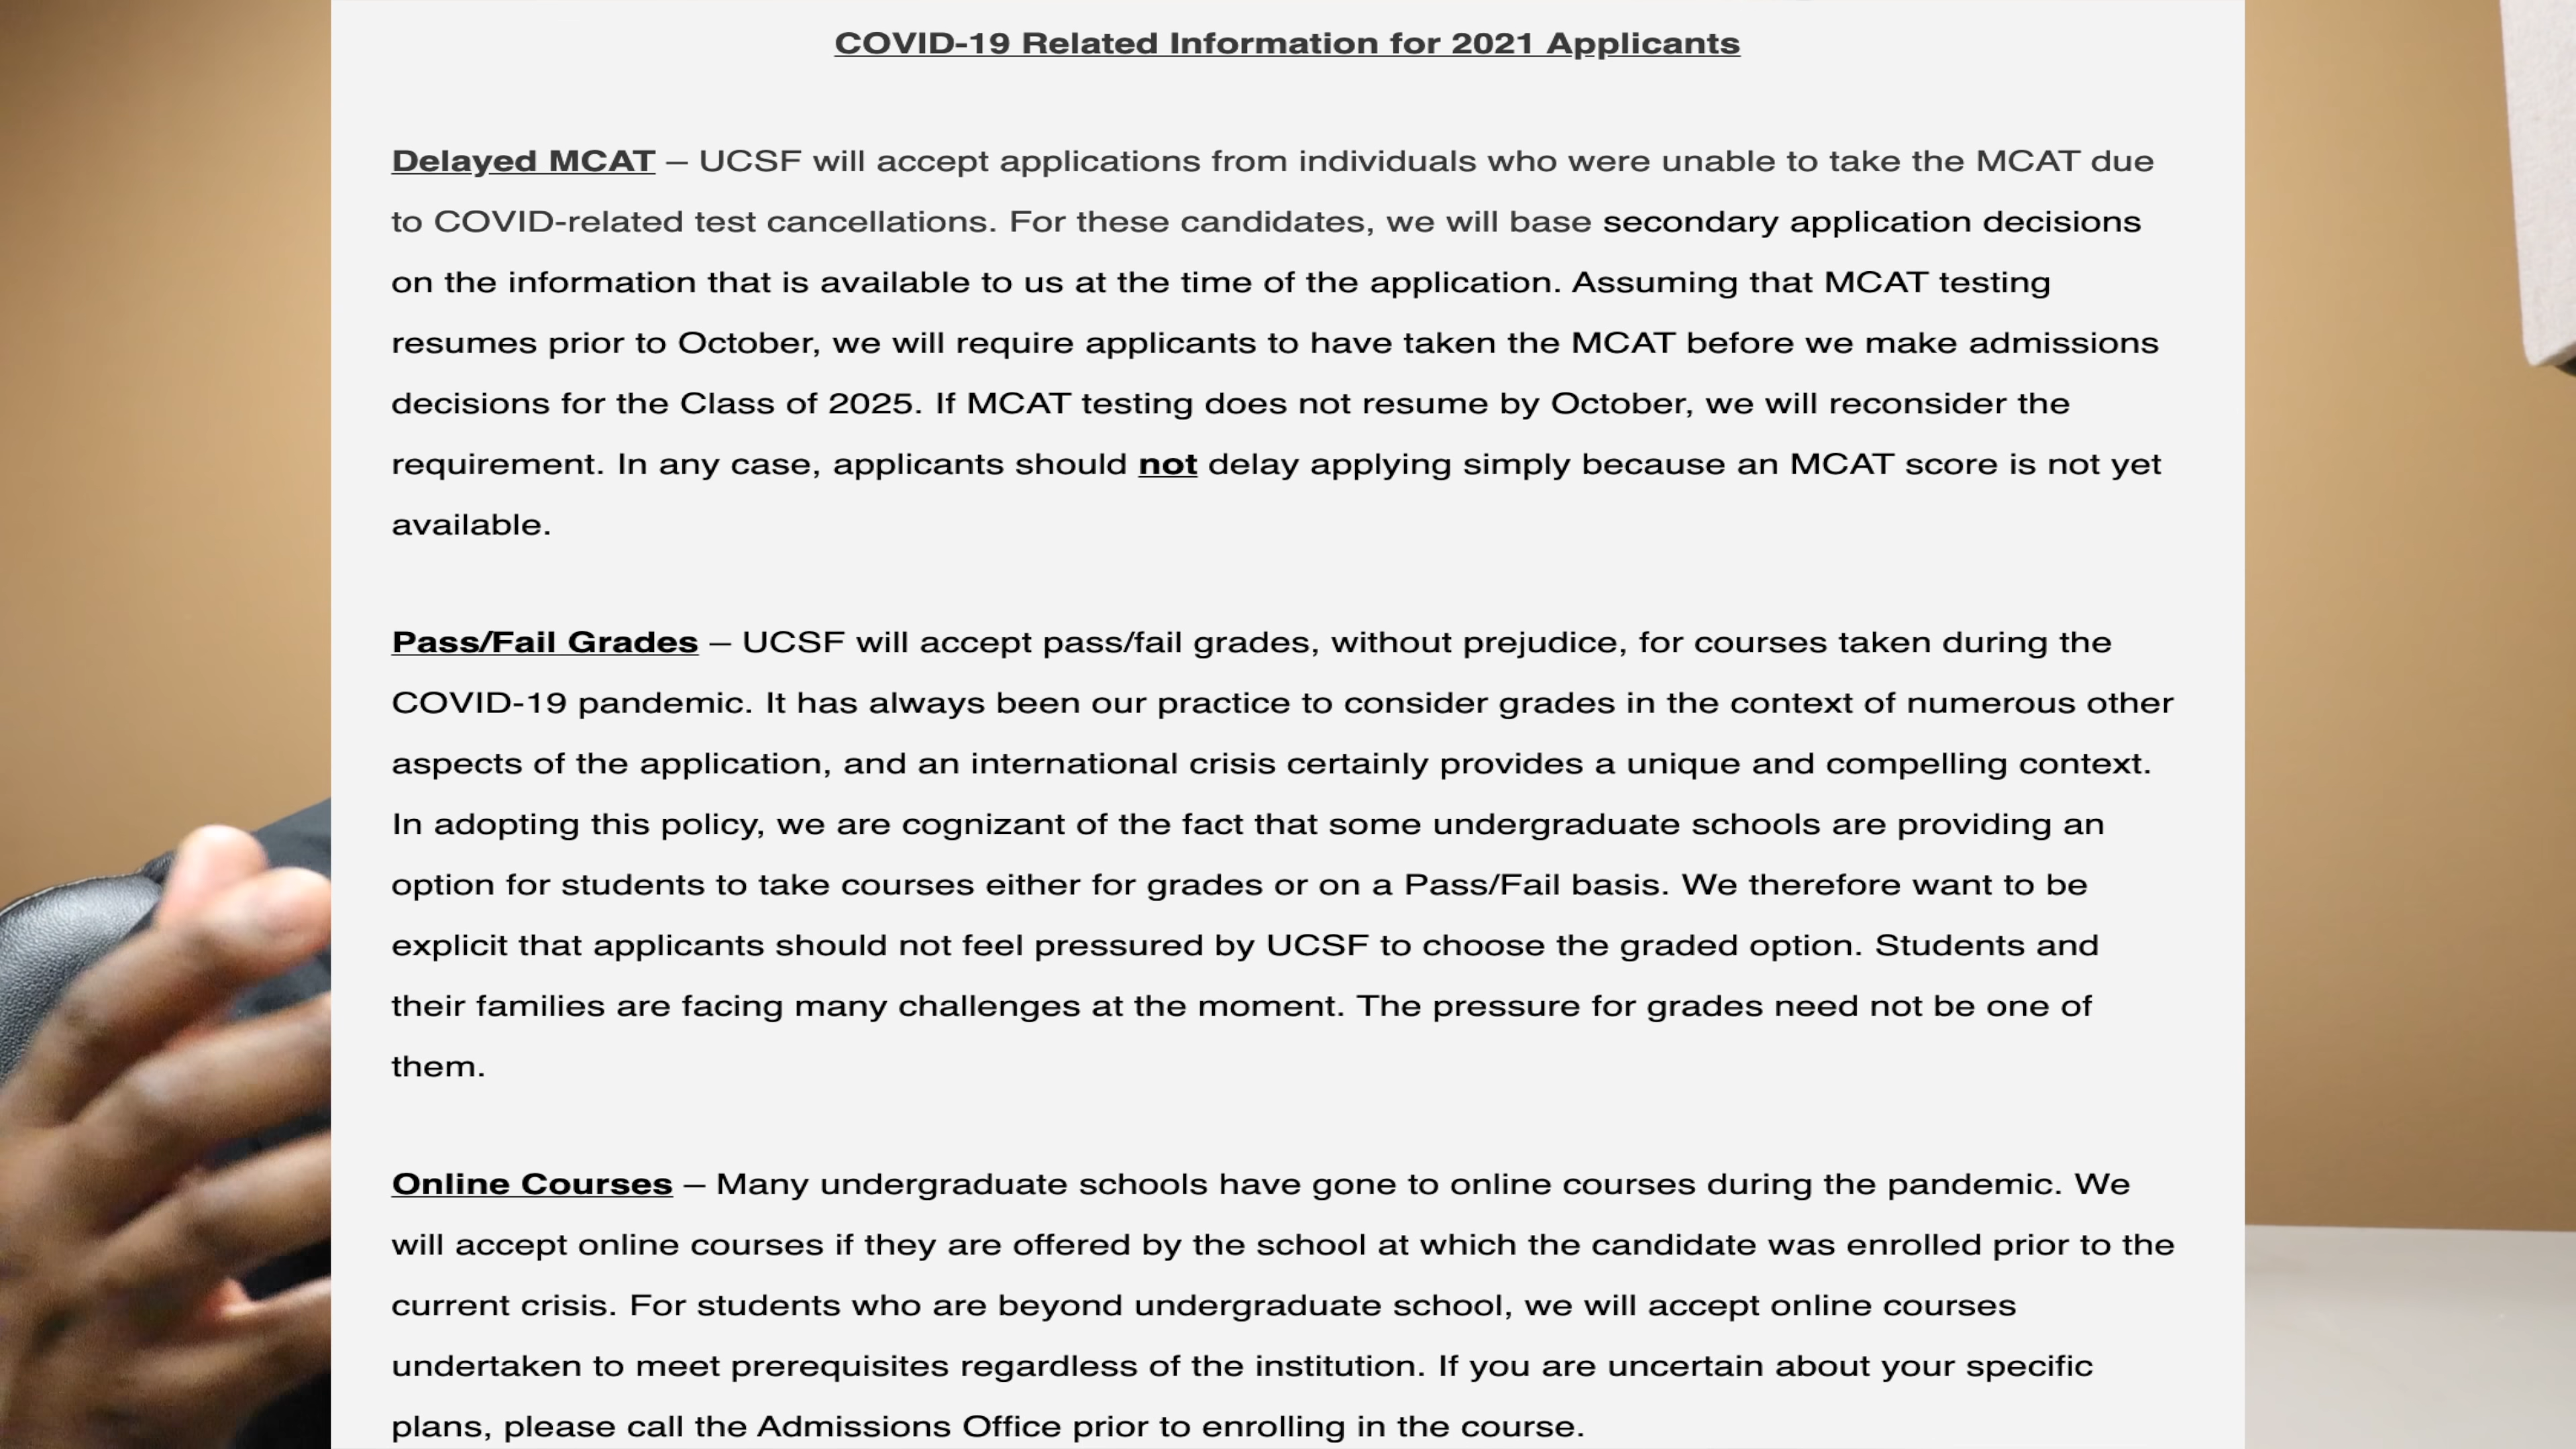 COVID-19 Related Information for 2021 Applicants
Delayed MCAT – UCSF will accept applications from individuals who were unable to take the MCAT due
to COVID-related test cancellations. For these candidates, we will base secondary application decisions
on the information that is available to us at the time of the application. Assuming that MCAT testing
resumes prior to October, we will require applicants to have taken the MCAT before we make admissions
decisions for the Class of 2025. If MCAT testing does not resume by October, we will reconsider the
requirement. In any case, applicants should not delay applying simply because an MCAT score is not yet
available.
Pass/Fail Grades – UCSF will accept pass/fail grades, without prejudice, for courses taken during the
COVID-19 pandemic. It has always been our practice to consider grades in the context of numerous other
aspects of the application, and an international crisis certainly provides a unique and compelling context.
In adopting this policy, we are cognizant of the fact that some undergraduate schools are providing an
option for students to take courses either for grades or on a Pass/Fail basis. We therefore want to be
explicit that applicants should not feel pressured by UCSF to choose the graded option. Students and
their families are facing many challenges at the moment. The pressure for grades need not be one of
them.
Online Courses – Many undergraduate schools have gone to online courses during the pandemic. We
will accept online courses if they are offered by the school at which the candidate was enrolled prior to the
current crisis. For students who are beyond undergraduate school, we will accept online courses
undertaken to meet prerequisites regardless of the institution. If you are uncertain about your specific
plans, please call the Admissions Office prior to enrolling in the course.